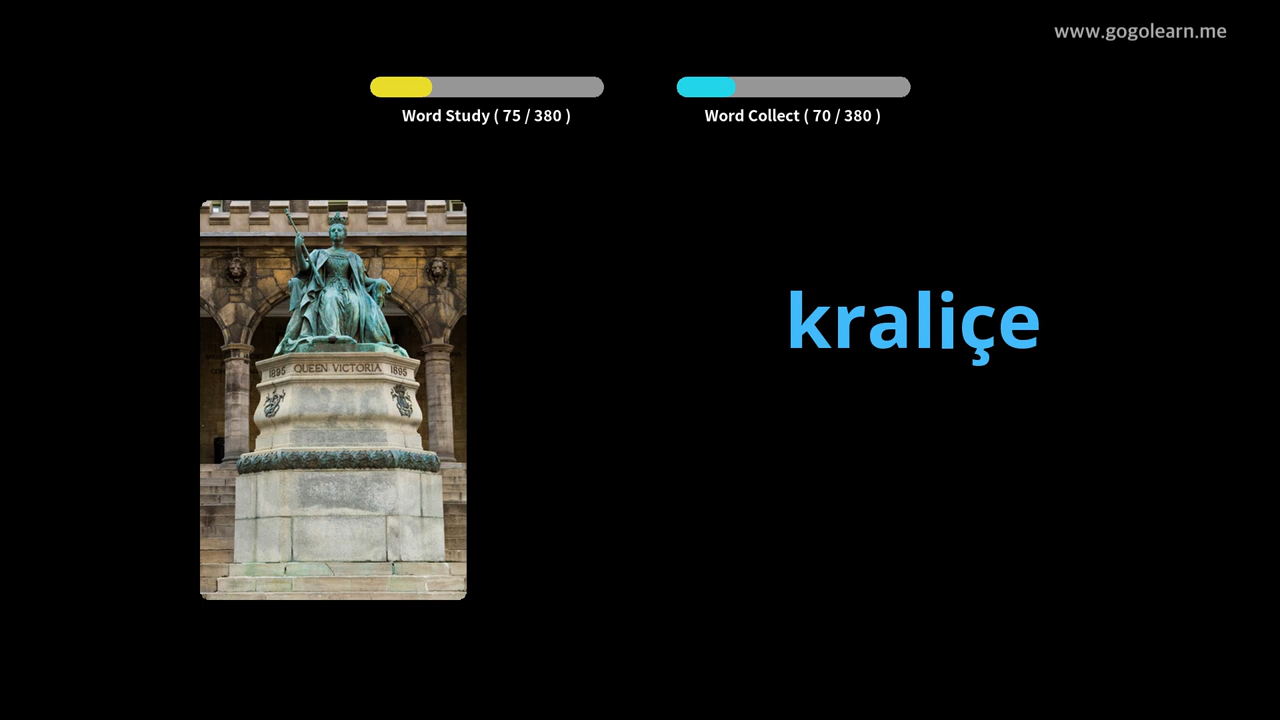 www.gogolearn.me
Word Study ( 75 / 380 )
Word Collect ( 70 / 380 )
kraliçe
1895 QUEEN VICTORIA 1895